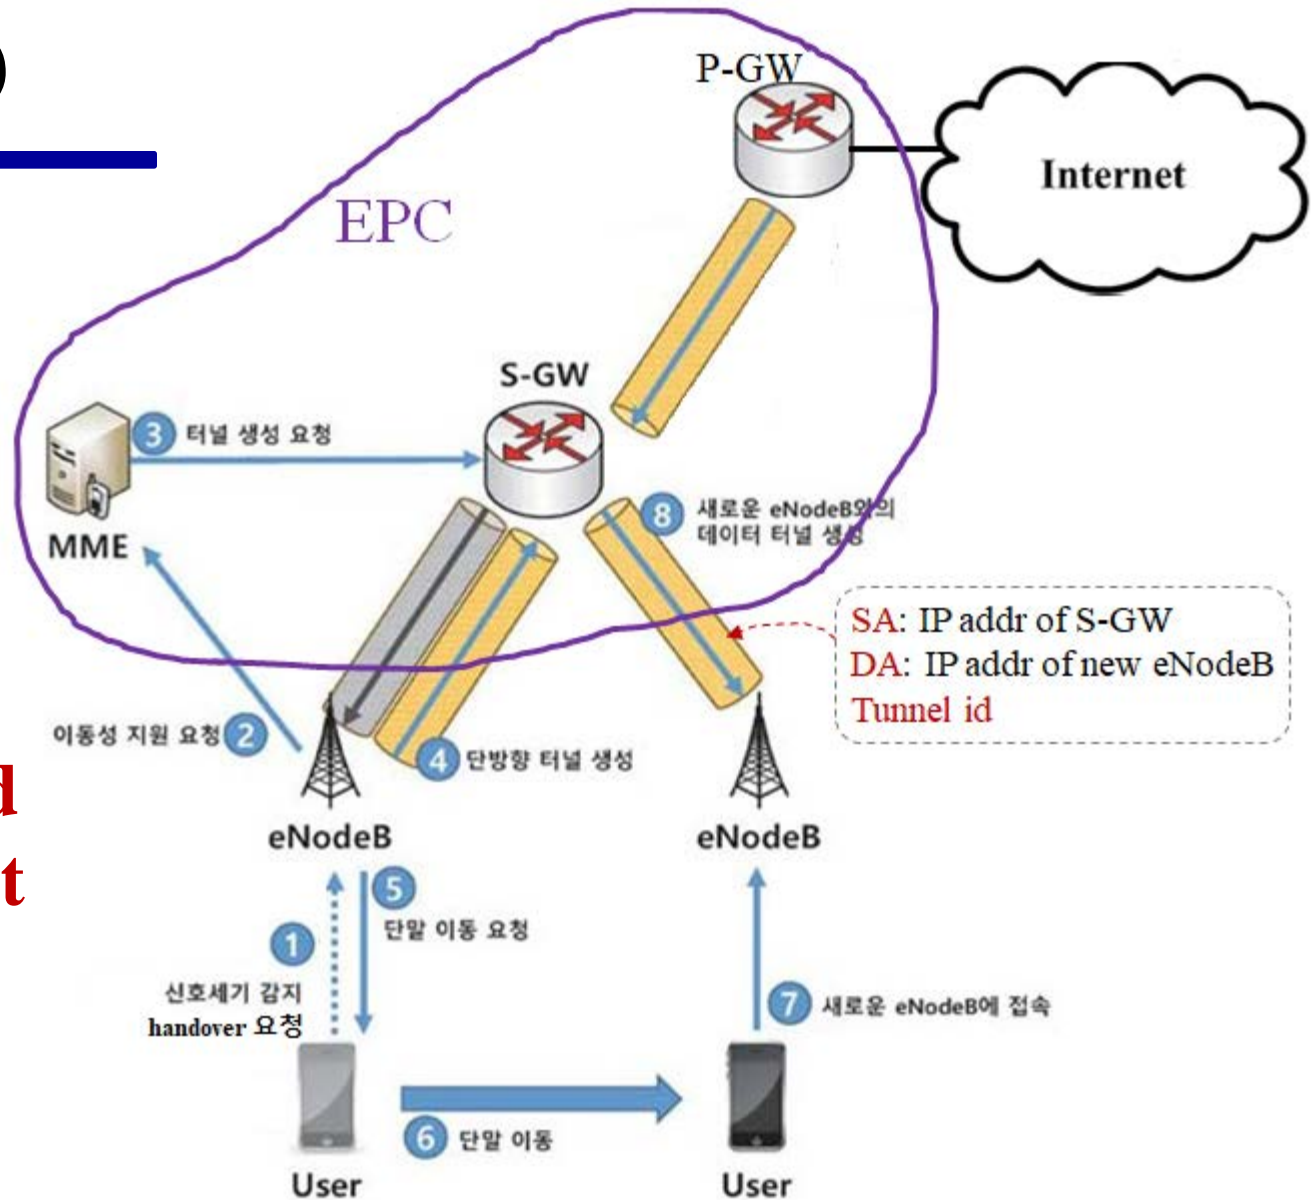 )
P-GW
Internet
EPC
S-GW
3 터널 생성 요청
MME
8 새로운 eNodeB와의
데이터 터널 생성
SA: IP addr of S-GW
DA: IP addr of new eNodeB
Tunnel id
이동성 지원 요청 2
4 단방향 터널 생성
d
t
eNodeB
eNodeB
5
단말 이동 요청
1
신호세기 감지
handover 요청
7 새로운 eNodeB에 접속
6 단말 이동
User
User